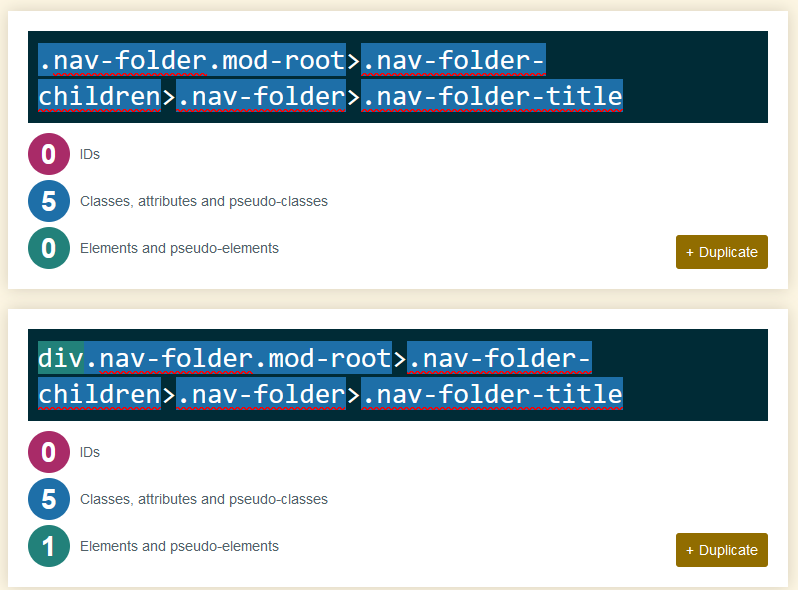 .nav-folder.mod-root>.nav-folder-
children>.nav-folder>.nav-folder-title
0 IDs
5 Classes, attributes and pseudo-classes
0 Elements and pseudo-elements
+ Duplicate
div.nav-folder.mod-root>.nav-folder-
children>.nav-folder>.nav-folder-title
0 IDs
5 Classes, attributes and pseudo-classes
1 Elements and pseudo-elements
+ Duplicate